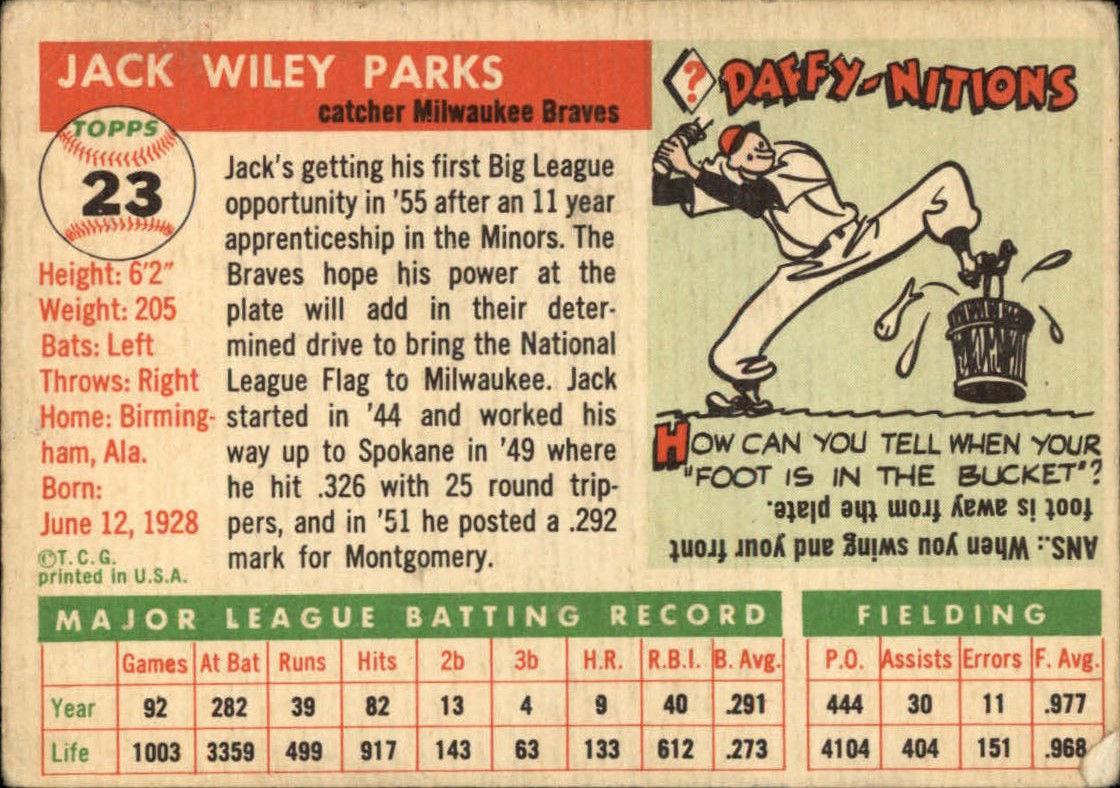 JACK WILEY PARKS
catcher Milwaukee Braves
TOPPS
23
Height: 6'2"
Weight: 205
Bats: Left
Throws: Right
Home: Birming-
ham, Ala.
Born:
June 12, 1928
©T. C. G.
printed in U.S.A.
Jack's getting his first Big League
opportunity in '55 after an 11 year
apprenticeship in the Minors. The
Braves hope his power at the
plate will add in their deter-
mined drive to bring the National
League Flag to Milwaukee. Jack
started in '44 and worked his
way up to Spokane in '49 where
he hit .326 with 25 round trip-
pers, and in '51 he posted a .292
mark for Montgomery.
? DAFFY-NITIONS
HOW CAN YOU TELL WHEN YOUR
"FOOT IS IN THE BUCKET"?
ANS.: When you swing and your front
foot is away from the plate.
MAJOR LEAGUE BATTING RECORD
Games At Bat Runs Hits 2b 3b H.R. R.B.I. B. Avg.
Year 92 282 39 82 13 4 9 40 .291
Life 1003 3359 499 917 143 63 133 612 .273
FIELDING
P.O. Assists Errors F. Avg.
444 30 11 .977
4104 404 151 .968